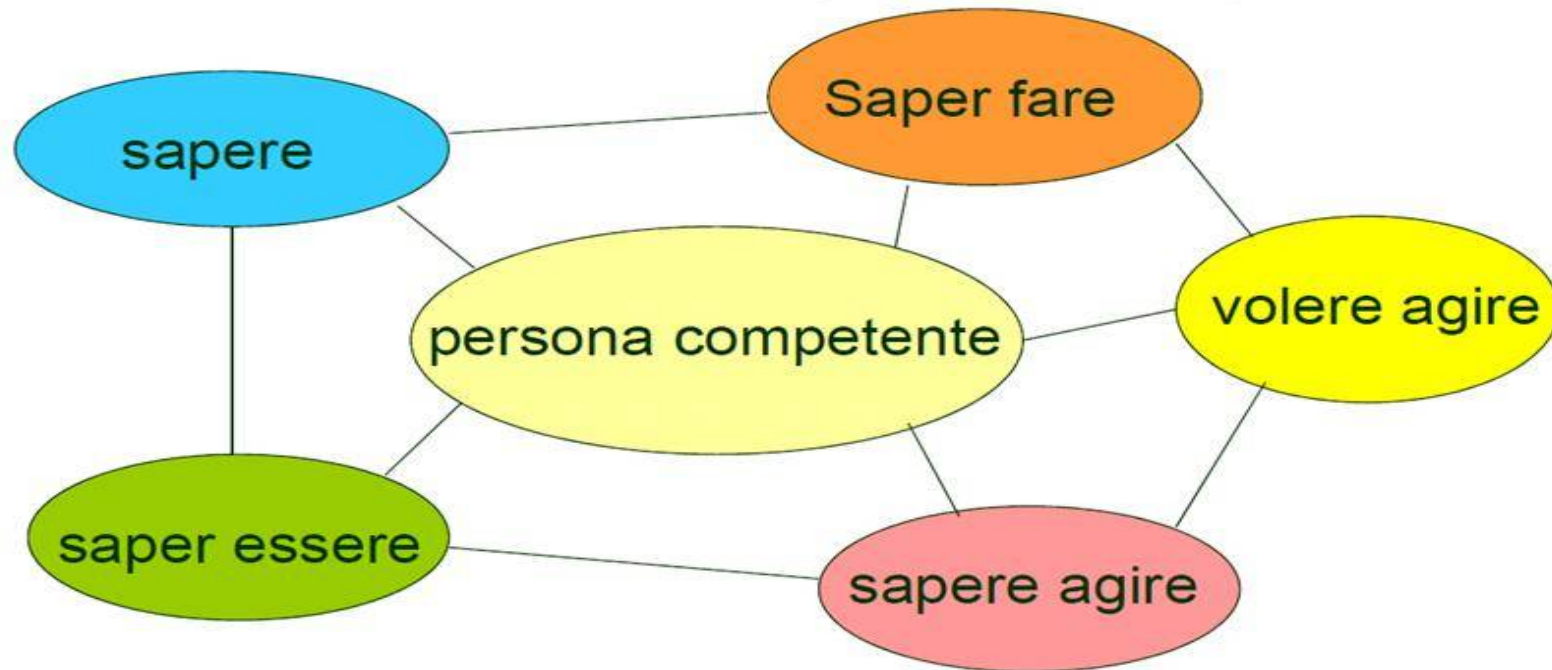 Saper fare
sapere
volere agire
persona competente
saper essere
sapere agire